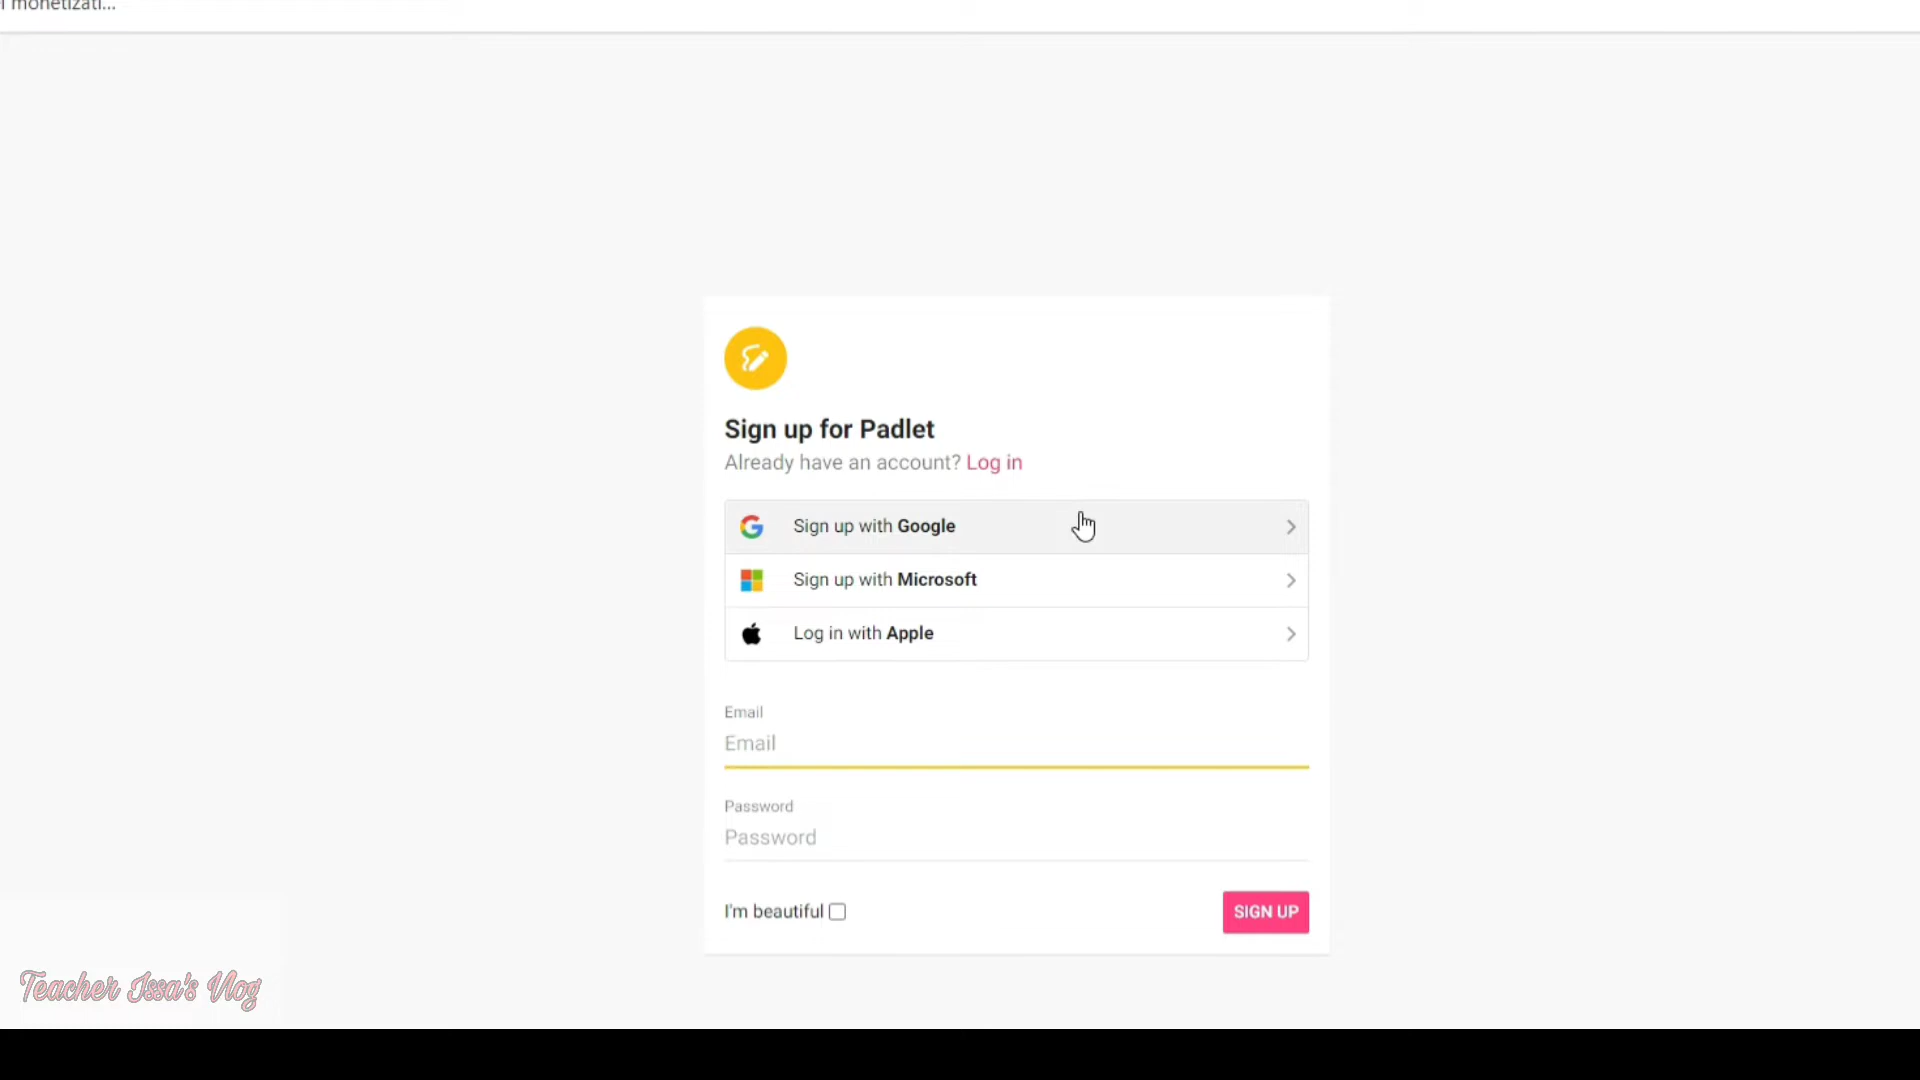 monetizati...
Sign up for Padlet
Already have an account? Log in
Sign up with Google
Sign up with Microsoft
Log in with Apple
Email
Email
Password
Password
I'm beautiful
SIGN UP
Teacher Issa's Vlog